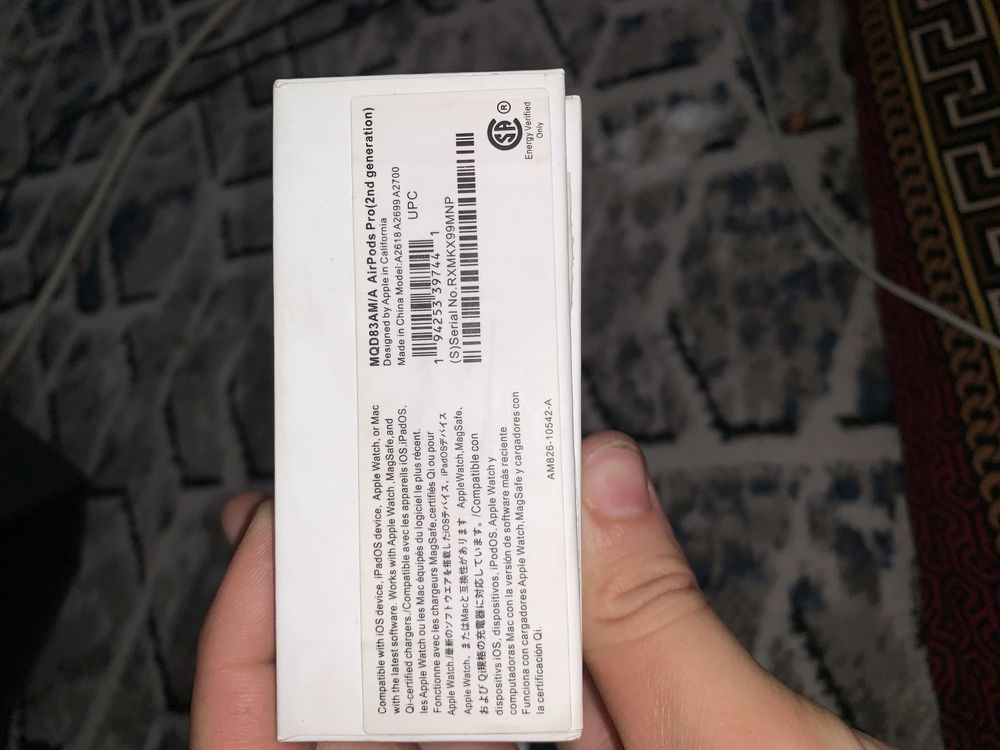 MQD83AM/A AirPods Pro(2nd generation)
Designed by Apple in California
Made in China Model:A2618 A2699 A2700
UPC
1 94253 39744 1
(S)Serial No.RXMKX99MNP
SA ®
Energy Verified
Only
Compatible with iOS device, iPadOS device, Apple Watch, or Mac
with the latest software. Works with Apple Watch ,MagSafe,and
Qi-certified chargers./Compatible avec les appareils iOS,iPadOS,
les Apple Watch ou les Mac équipés du logiciel le plus récent.
Fonctionne avec les chargeurs MagSafe,certifiés Qi ou pour
Apple Watch./最新のソフトウエアを搭載したiOSデバイス、iPadOSデバイス
Apple Watch、またはMacと互換性があります AppleWatch,MagSafe、
および Qi規格の充電器に対応しています。/Compatible con
dispositivs iOS, dispositivos, iPodOS, Apple Watch y
computadoras Mac con la versión de software más reciente
Funciona con cargadores Apple Watch,MagSafe y cargadores con
la certificación Qi.
AM826-10542-A